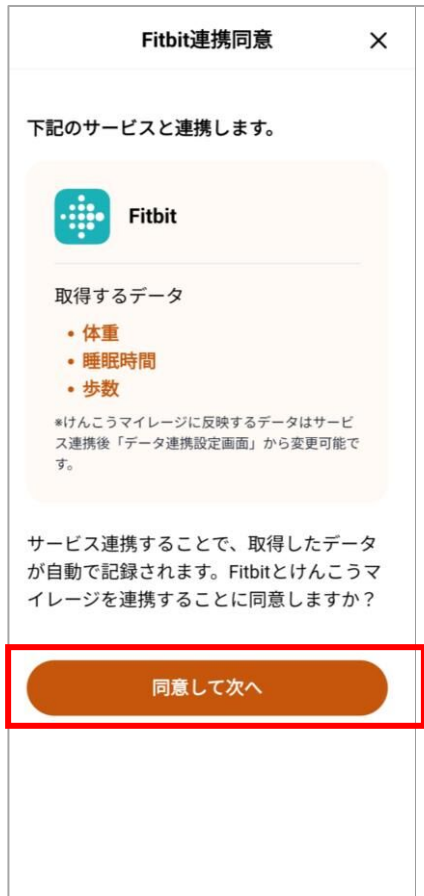 Fitbit連携同意 ×
下記のサービスと連携します。
Fitbit
取得するデータ
• 体重
• 睡眠時間
• 歩数
※けんこうマイレージに反映するデータはサービ
ス連携後「データ連携設定画面」から変更可能で
す。
サービス連携することで、取得したデータ
が自動で記録されます。Fitbitとけんこうマ
イレージを連携することに同意しますか？
同意して次へ